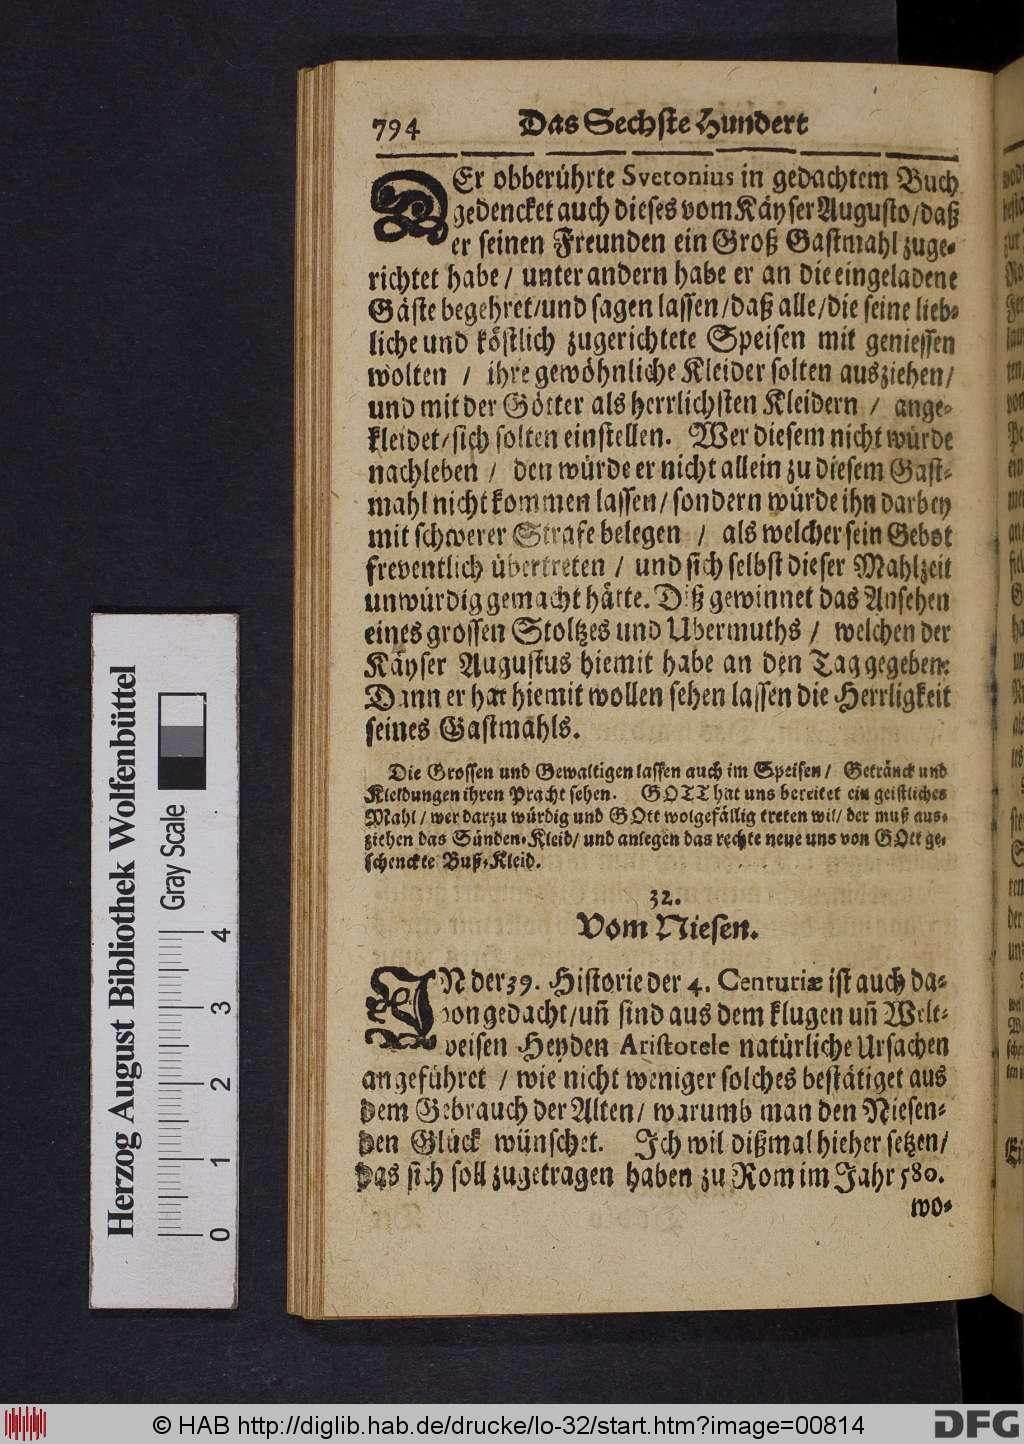 794 Das Sechste Hundert
DEr obberührte Svetonius in gedachtem Buch
gedencket auch dieses vom Käyser Augusto/daß
er seinen Freunden ein Groß Gastmahl zuge-
richtet habe/ unter andern habe er an die eingeladene
Gäste begehret/und sagen lassen/daß alle/die seine lieb-
liche und köstlich zugerichtete Speisen mit geniessen
wolten / ihre gewöhnliche Kleider solten ausziehen/
und mit der Götter als herrlichsten Kleidern / ange-
kleidet/sich solten einstellen. Wer diesem nicht würde
nachleben / den würde er nicht allein zu diesem Gast-
mahl nicht kommen lassen/sondern würde ihn darbey
mit schwerer Strafe belegen / als welcher sein Gebot
freventlich übertreten / und sich selbst dieser Mahlzeit
unwürdig gemacht hätte. Diß gewinnet das Ansehen
eines grossen Stoltzes und Ubermuths / welchen der
Käyser Augustus hiemit habe an den Tag gegeben:
Dann er hat hiemit wollen sehen lassen die Herrligkeit
seines Gastmahls.
Die Grossen und Gewaltigen lassen auch im Speisen/ Getränck und
Kleidungen ihren Pracht sehen. GOTT hat uns bereitet ein geistliches
Mahl/ wer darzu würdig und GOtt wolgefällig treten wil/ der muß aus-
ziehen das Sünden-Kleid/ und anlegen das rechte neue uns von GOtt ge-
schenckte Buß-Kleid.
32.
Vom Niesen.
IN der 39. Historie der 4. Centuriæ ist auch da-
von gedacht/uñ sind aus dem klugen uñ Welt-
weisen Heyden Aristotele natürliche Ursachen
angeführet / wie nicht weniger solches bestätiget aus
dem Gebrauch der Alten/ warumb man den Niesen-
den Glück wünschet. Ich wil dißmal hieher setzen/
das sich soll zugetragen haben zu Rom im Jahr 580.
wo-
Herzog August Bibliothek Wolfenbüttel
Gray Scale
0 1 2 3 4
© HAB http://diglib.hab.de/drucke/lo-32/start.htm?image=00814
DFG